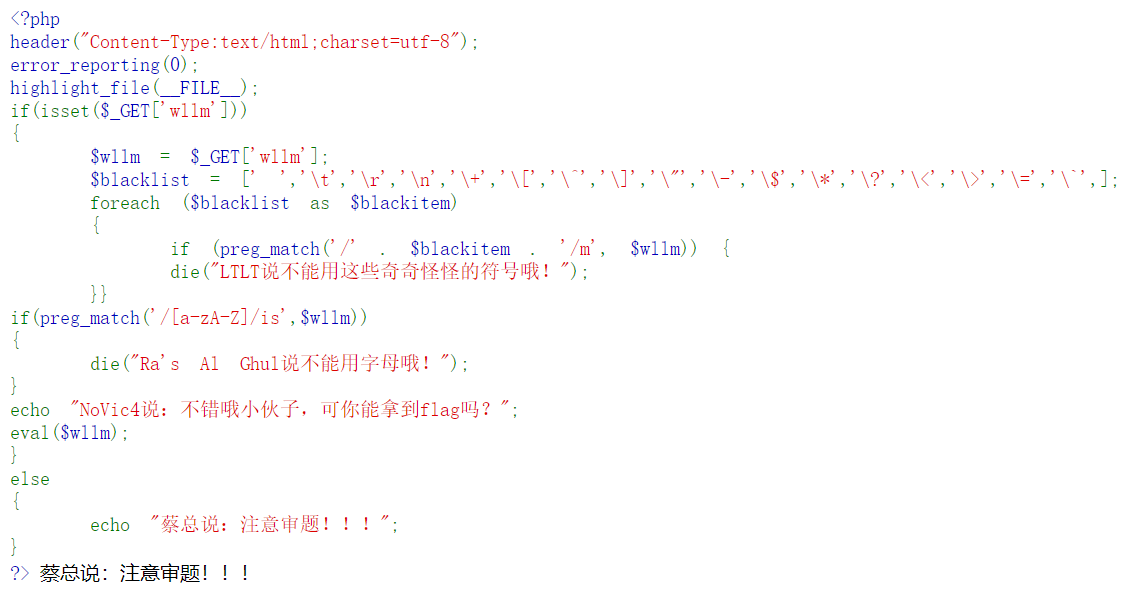 <?php
header("Content-Type:text/html;charset=utf-8");
error_reporting(0);
highlight_file(__FILE__);
if(isset($_GET['wllm']))
{
        $wllm = $_GET['wllm'];
        $blacklist = [' ','\t','\r','\n','\+','\[','\^','\]','\"','\-','\$','\*','\?','\<','\>','\=','\`',];
        foreach ($blacklist as $blackitem)
        {
                if (preg_match('/' . $blackitem . '/m', $wllm)) {
                die("LTLT说不能用这些奇奇怪怪的符号哦！");
        }}
if(preg_match('/[a-zA-Z]/is',$wllm))
{
        die("Ra's Al Ghul说不能用字母哦！");
}
echo "NoVic4说：不错哦小伙子，可你能拿到flag吗？";
eval($wllm);
}
else
{
        echo "蔡总说：注意审题！！！";
}
?> 蔡总说：注意审题！！！